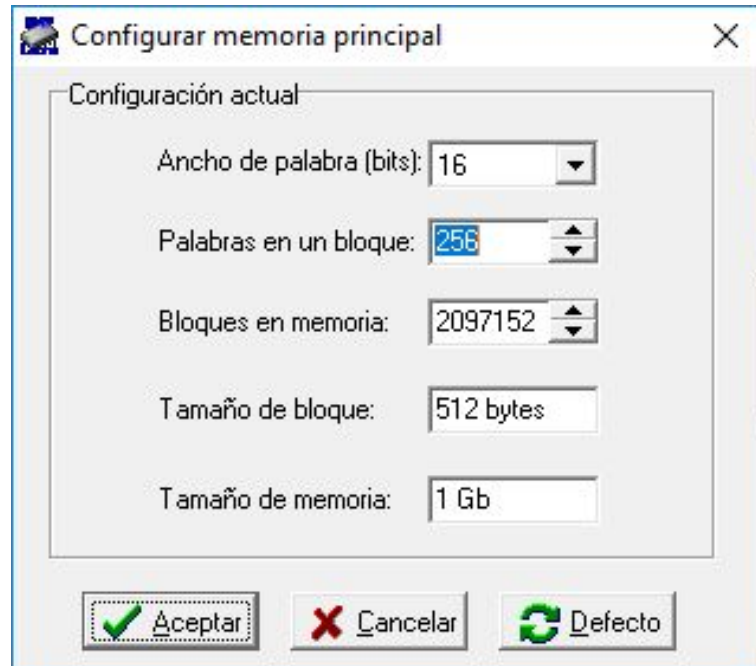 Configurar memoria principal
Configuración actual
Ancho de palabra (bits): 16
Palabras en un bloque: 256
Bloques en memoria: 2097152
Tamaño de bloque: 512 bytes
Tamaño de memoria: 1 Gb
Aceptar Cancelar Defecto